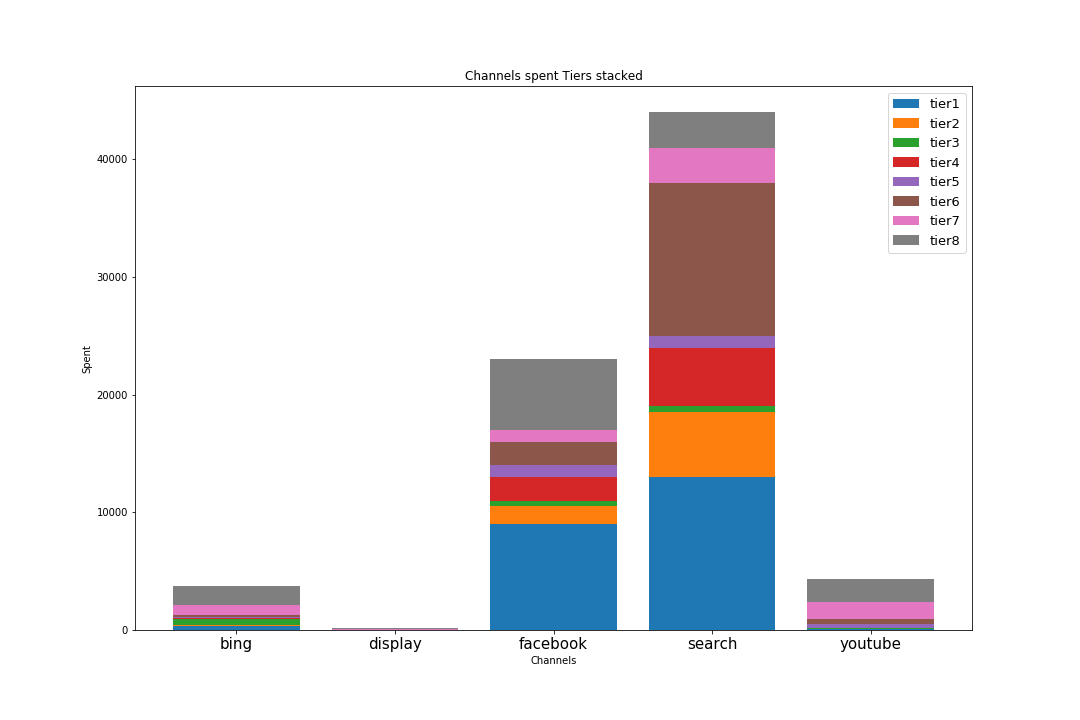 Channels spent Tiers stacked
tier1
tier2
tier3
tier4
tier5
tier6
tier7
tier8
40000
30000
20000
10000
0
Spent
bing display facebook search youtube
Channels